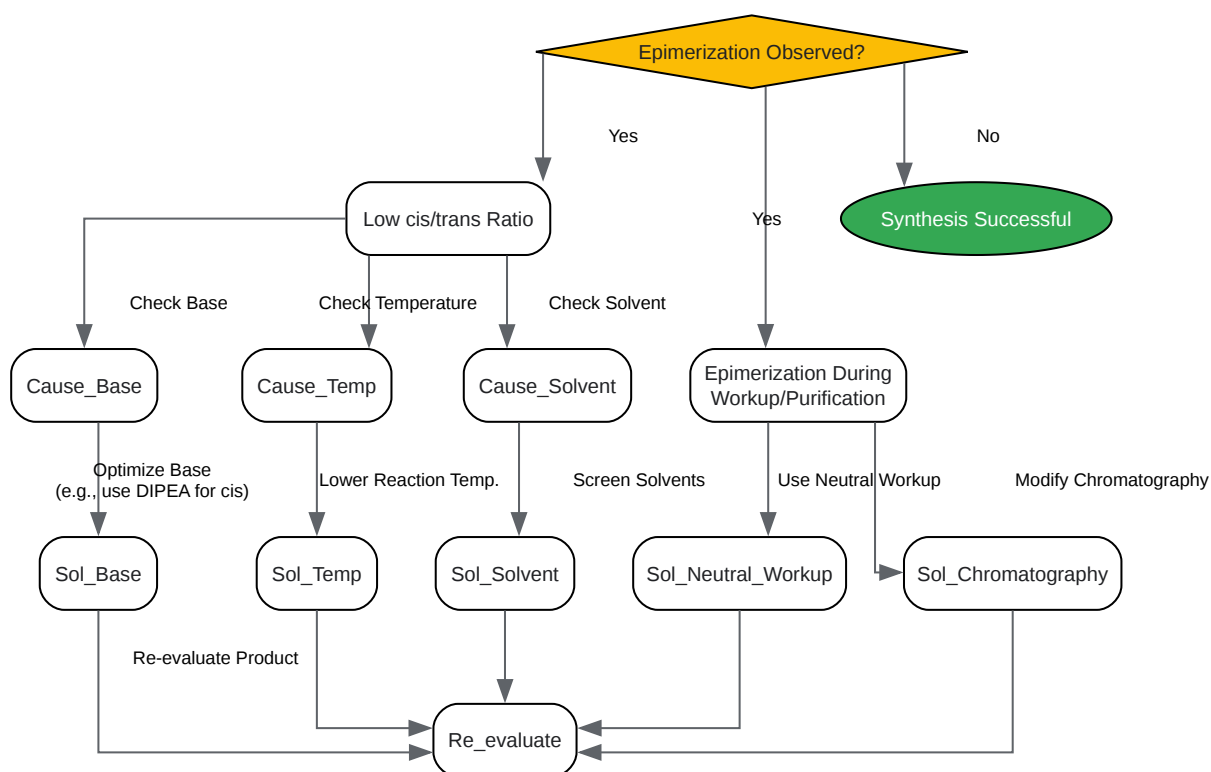 Epimerization Observed?
Yes
No
Low cis/trans Ratio
Yes
Synthesis Successful
Check Base
Check Temperature
Check Solvent
Cause_Base
Cause_Temp
Cause_Solvent
Epimerization During
Workup/Purification
Optimize Base
(e.g., use DIPEA for cis)
Lower Reaction Temp.
Screen Solvents
Use Neutral Workup
Modify Chromatography
Sol_Base
Sol_Temp
Sol_Solvent
Sol_Neutral_Workup
Sol_Chromatography
Re-evaluate Product
Re_evaluate